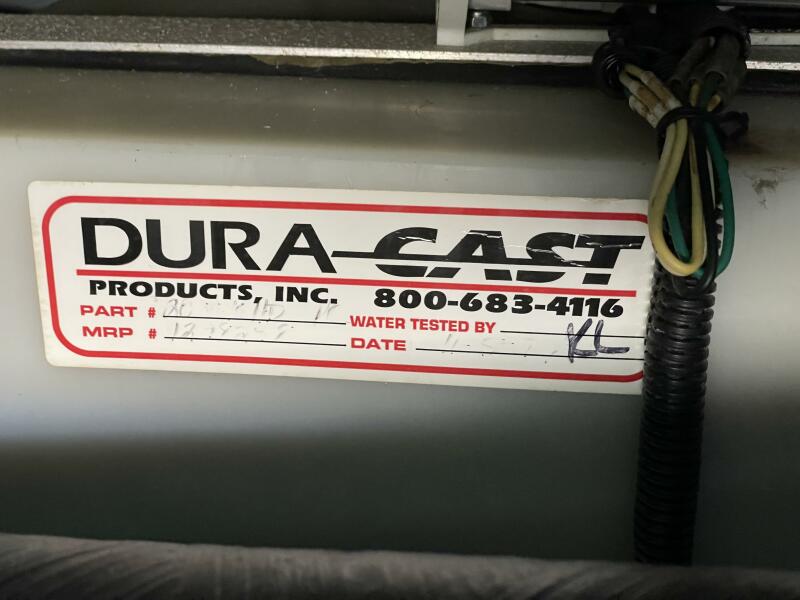 DURA-CAST
PRODUCTS, INC. 800-683-4116
PART # WATER TESTED BY KL
MRP # DATE